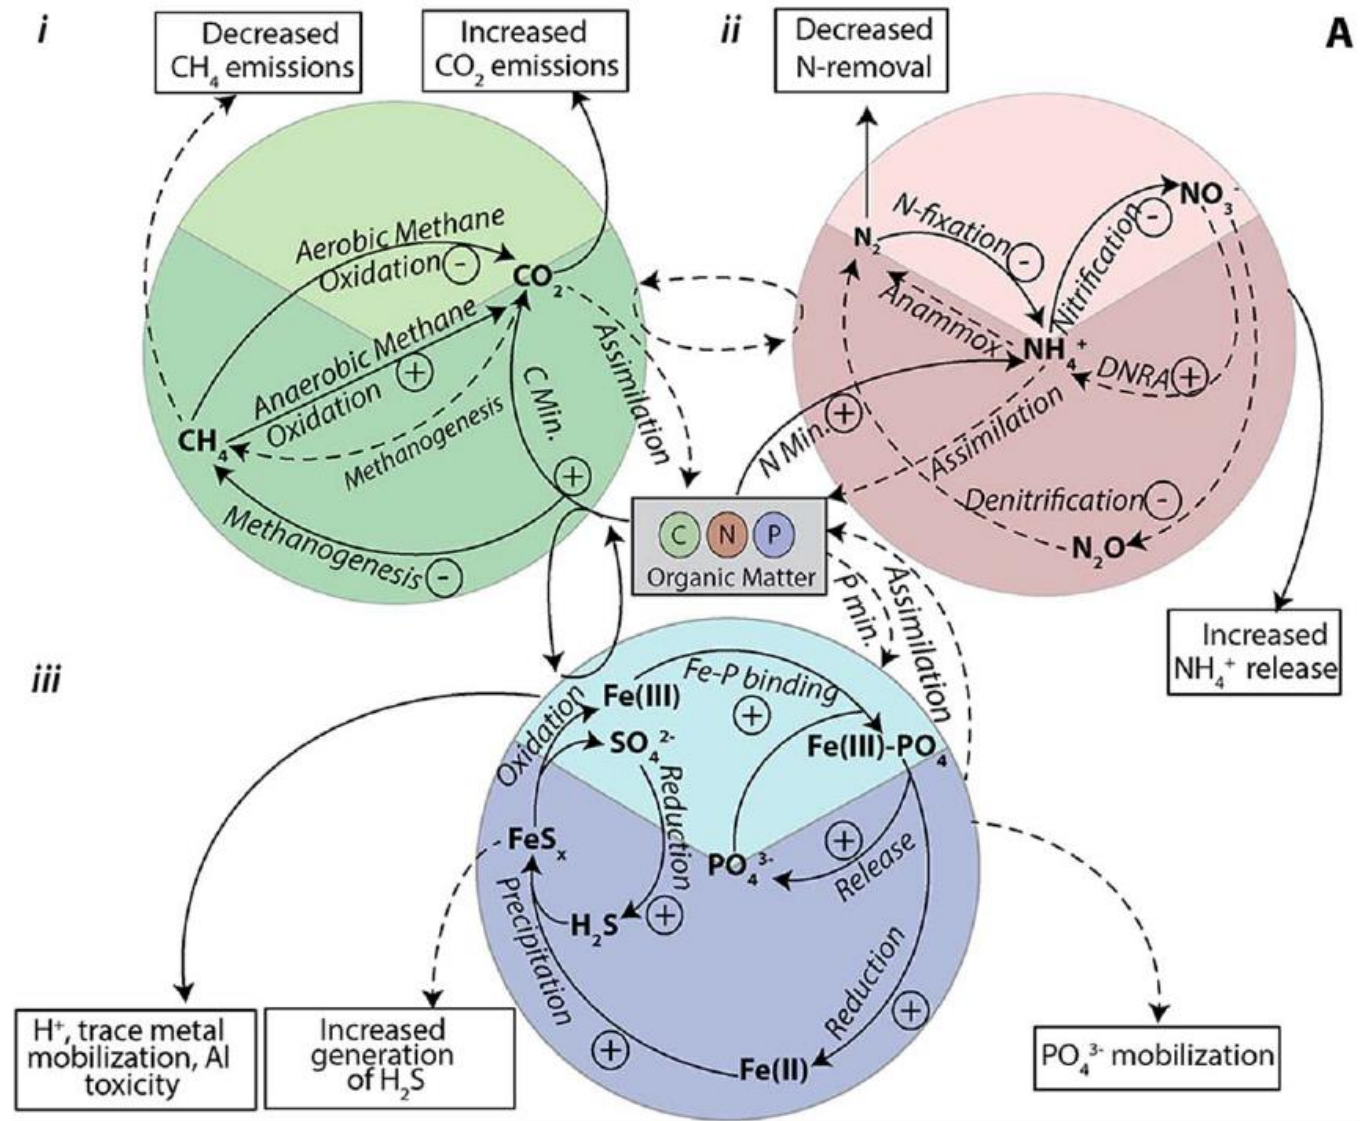 i
ii
A
Decreased
CH₄ emissions
Increased
CO₂ emissions
Decreased
N-removal
Aerobic Methane
Oxidation -
CO₂
Anaerobic Methane
Oxidation +
Methanogenesis
CH₄
C Min.
+
Assimilation
Methanogenesis -
N₂
N-fixation -
Nitrification -
NO₃⁻
Anammox
NH₄⁺
DNRA +
N Min. +
Assimilation
Denitrification -
N₂O
Increased
NH₄⁺ release
C N P
Organic Matter
P min.
Assimilation
iii
Oxidation
Fe(III)
Fe-P binding
+
SO₄²⁻
Fe(III)-PO₄
Reduction
+
FeSₓ
PO₄³⁻
+
Release
H₂S
Precipitation
+
Reduction
+
Fe(II)
H⁺, trace metal
mobilization, Al
toxicity
Increased
generation
of H₂S
PO₄³⁻ mobilization